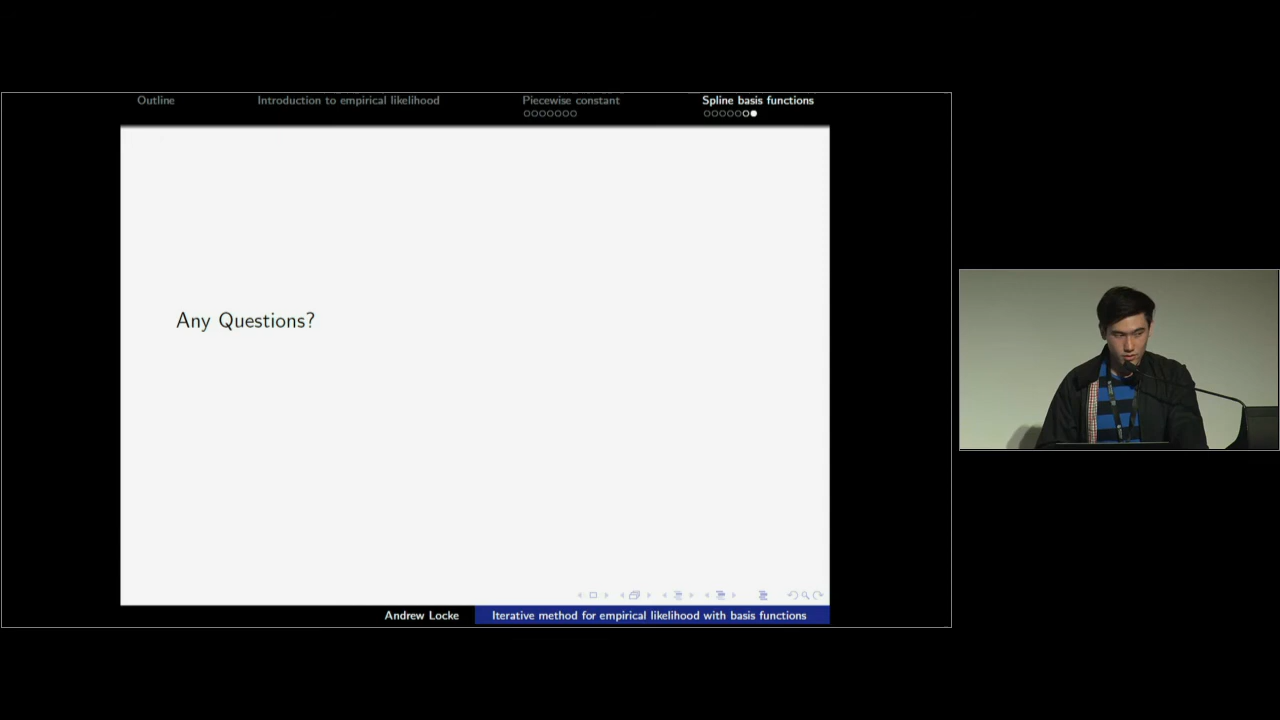 Outline
Introduction to empirical likelihood
Piecewise constant
Spline basis functions
Any Questions?
Andrew Locke
Iterative method for empirical likelihood with basis functions